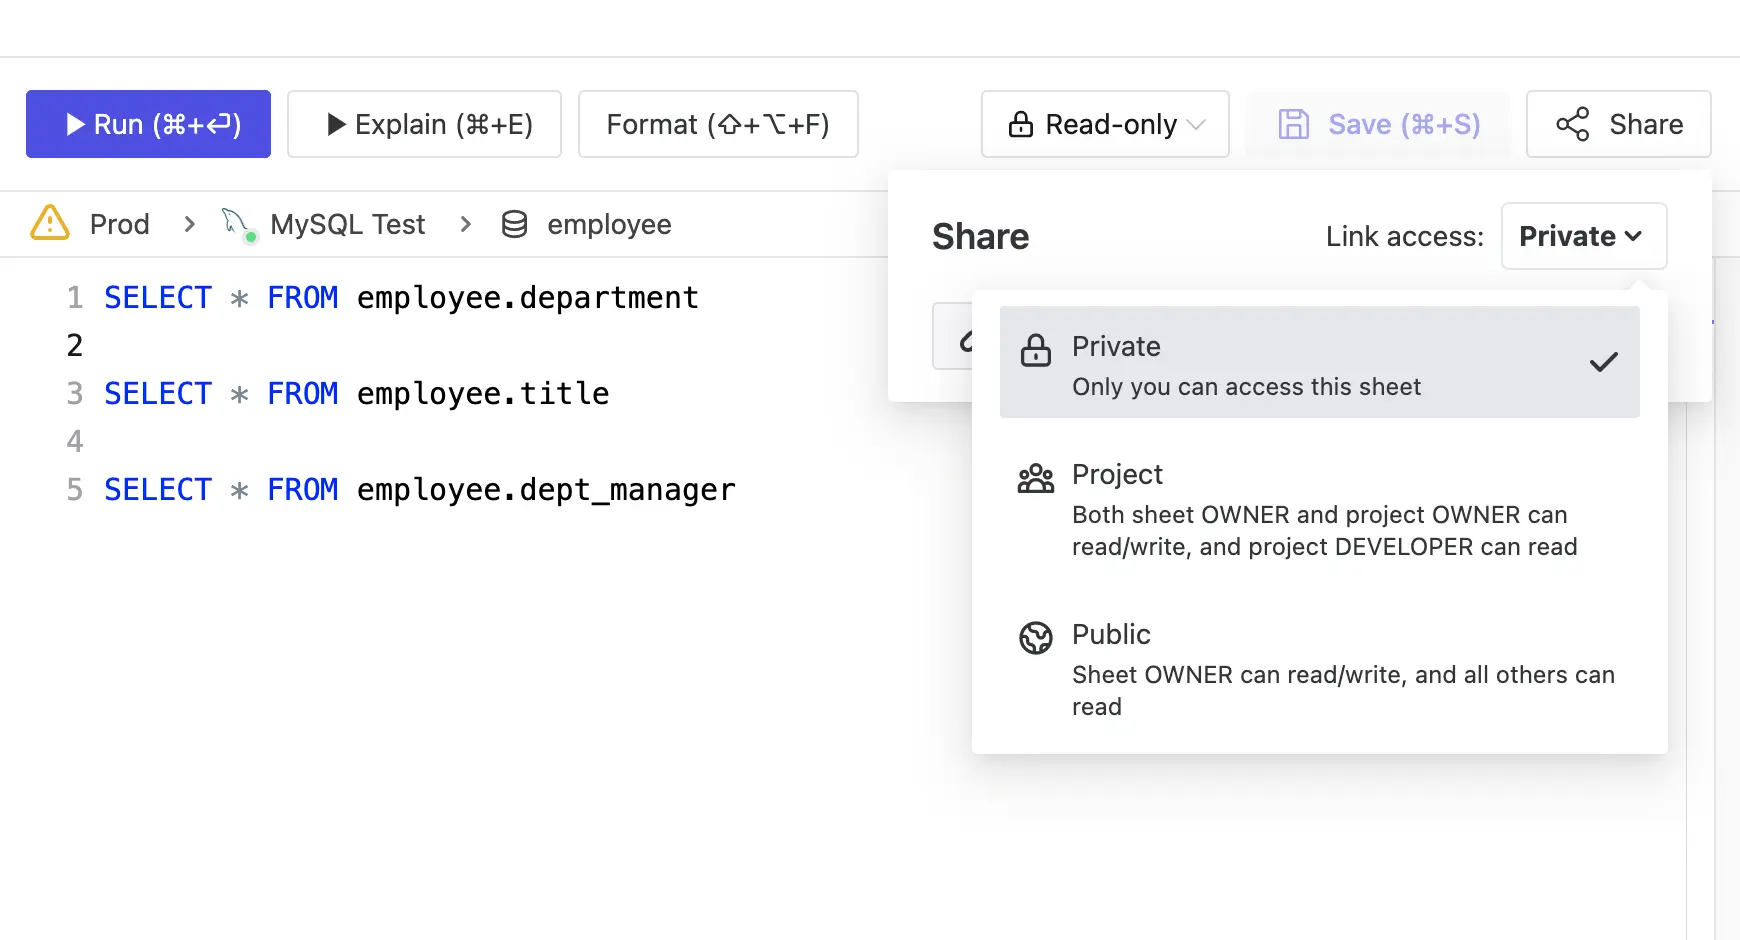 Run (⌘+⏎) Explain (⌘+E) Format (⇧+⌥+F) Read-only Save (⌘+S) Share
Prod > MySQL Test > employee
Share Link access: Private
1 SELECT * FROM employee.department
2
3 SELECT * FROM employee.title
4
5 SELECT * FROM employee.dept_manager
Private
Only you can access this sheet
Project
Both sheet OWNER and project OWNER can
read/write, and project DEVELOPER can read
Public
Sheet OWNER can read/write, and all others can
read